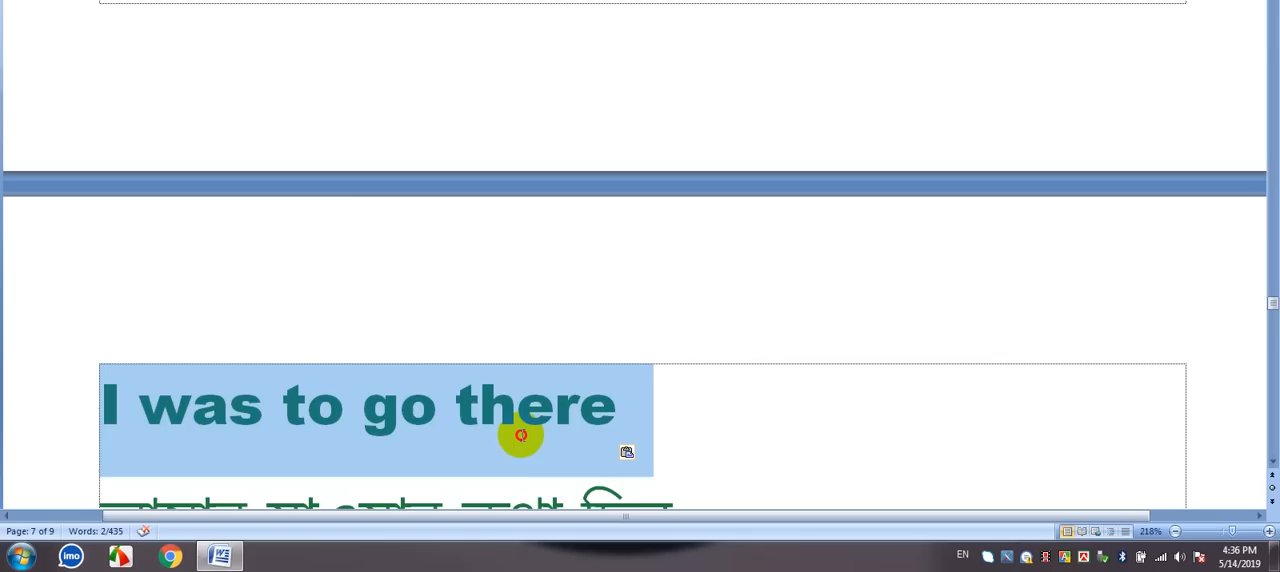 I was to go there
Page: 7 of 9 Words: 2/435 218%
imo EN 4:36 PM
5/14/2019